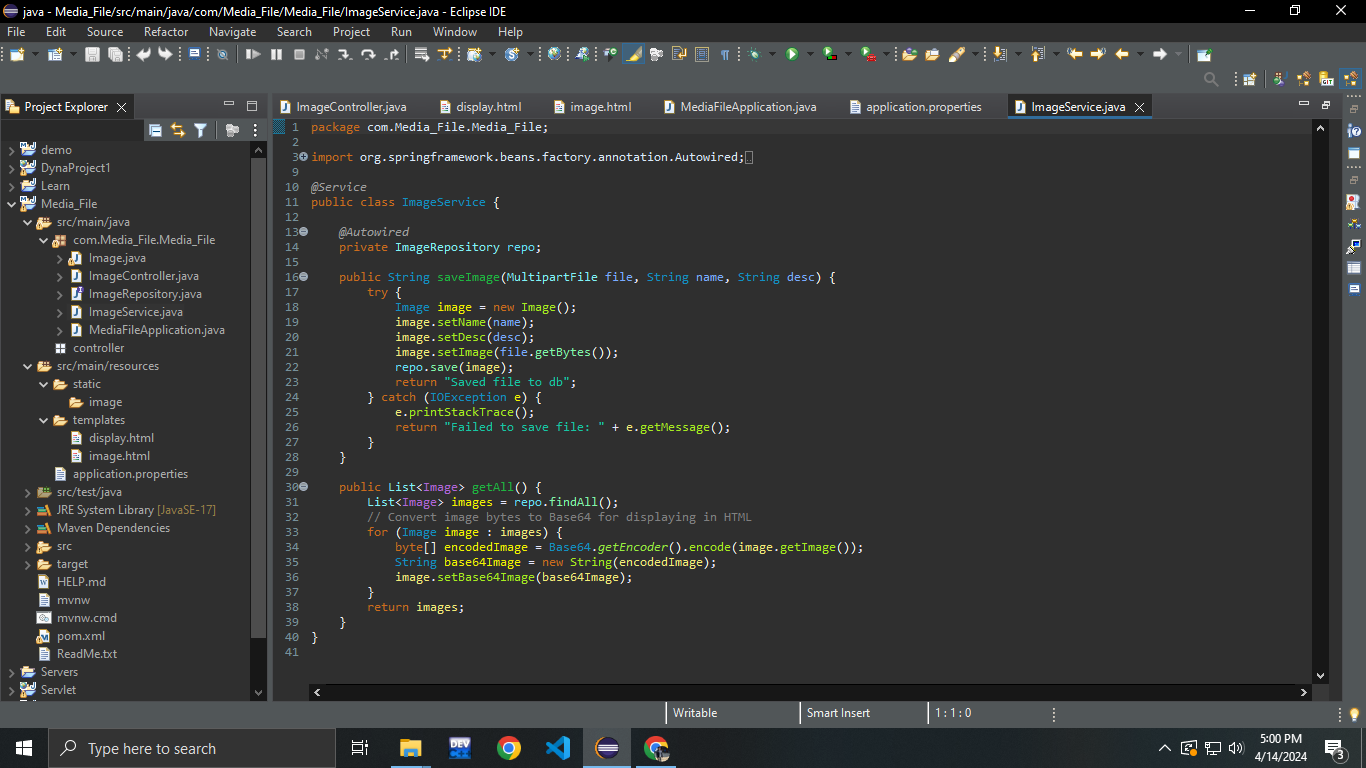 java - Media_File/src/main/java/com/Media_File/Media_File/ImageService.java - Eclipse IDE
File Edit Source Refactor Navigate Search Project Run Window Help
Project Explorer
demo
DynaProject1
Learn
Media_File
src/main/java
com.Media_File.Media_File
Image.java
ImageController.java
ImageRepository.java
ImageService.java
MediaFileApplication.java
controller
src/main/resources
static
image
templates
display.html
image.html
application.properties
src/test/java
JRE System Library [JavaSE-17]
Maven Dependencies
src
target
HELP.md
mvnw
mvnw.cmd
pom.xml
ReadMe.txt
Servers
Servlet
ImageController.java display.html image.html MediaFileApplication.java application.properties ImageService.java
1 package com.Media_File.Media_File;
2
3 import org.springframework.beans.factory.annotation.Autowired;
9
10 @Service
11 public class ImageService {
12
13 @Autowired
14 private ImageRepository repo;
15
16 public String saveImage(MultipartFile file, String name, String desc) {
17 try {
18 Image image = new Image();
19 image.setName(name);
20 image.setDesc(desc);
21 image.setImage(file.getBytes());
22 repo.save(image);
23 return "Saved file to db";
24 } catch (IOException e) {
25 e.printStackTrace();
26 return "Failed to save file: " + e.getMessage();
27 }
28 }
29
30 public List<Image> getAll() {
31 List<Image> images = repo.findAll();
32 // Convert image bytes to Base64 for displaying in HTML
33 for (Image image : images) {
34 byte[] encodedImage = Base64.getEncoder().encode(image.getImage());
35 String base64Image = new String(encodedImage);
36 image.setBase64Image(base64Image);
37 }
38 return images;
39 }
40 }
41
Writable Smart Insert 1 : 1 : 0
Type here to search
DEV
5:00 PM
4/14/2024
3